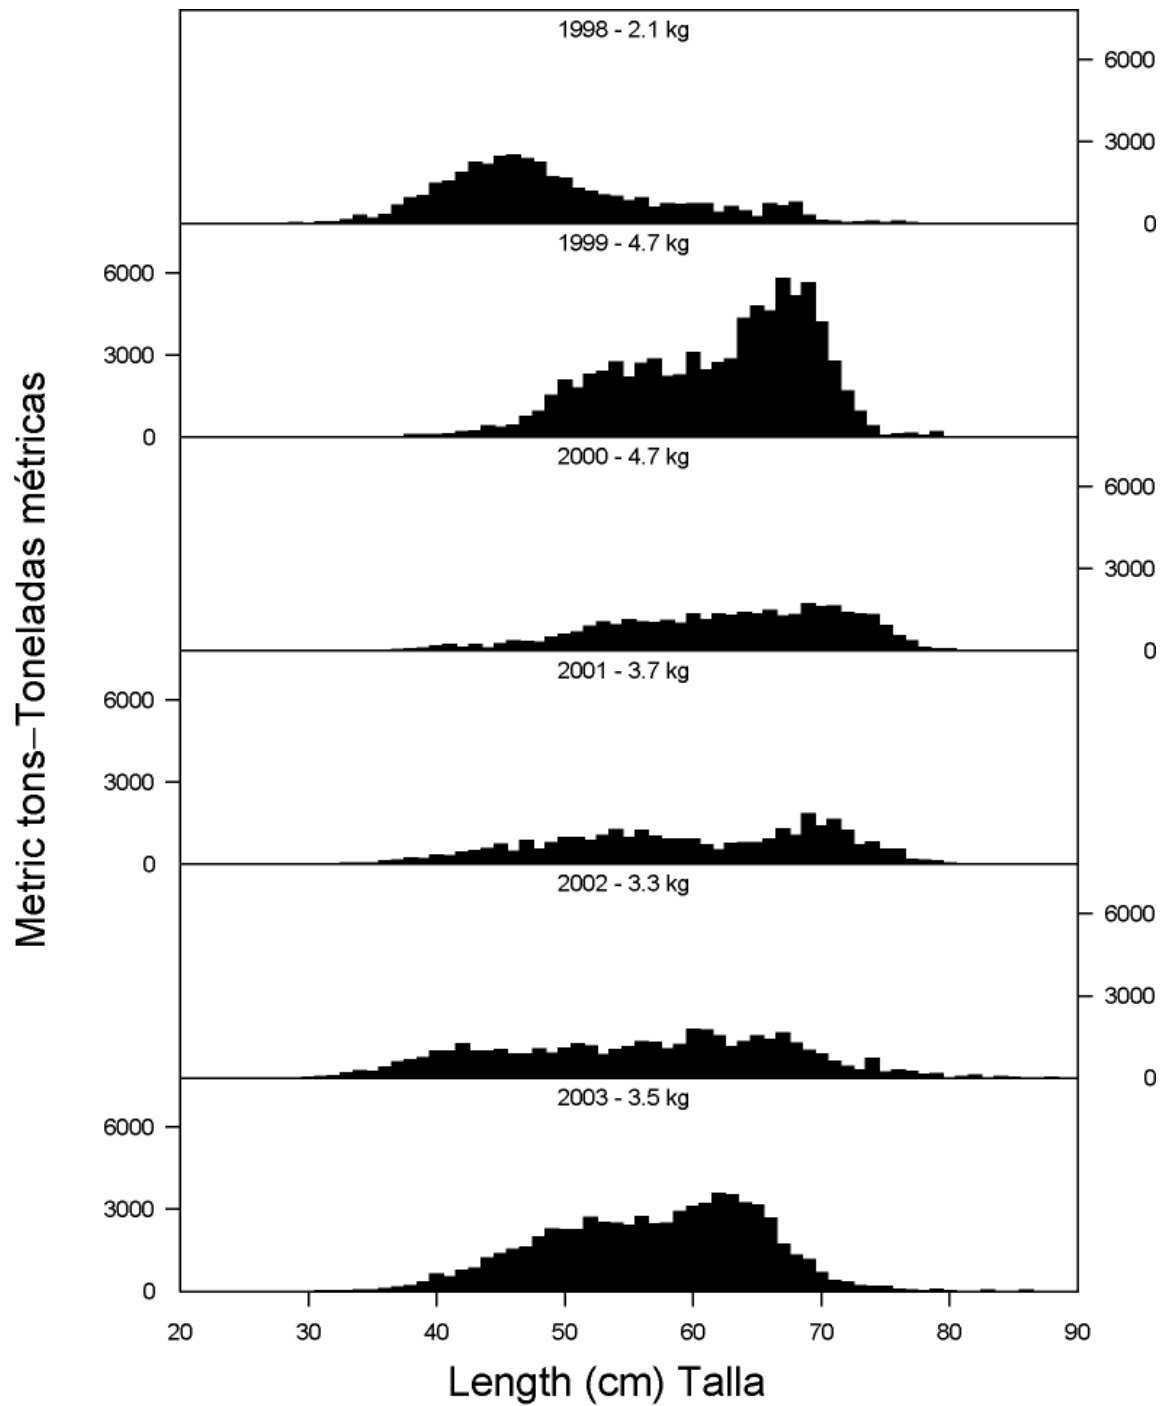 1998 - 2.1 kg
6000
3000
0
1999 - 4.7 kg
6000
3000
0
2000 - 4.7 kg
6000
3000
0
2001 - 3.7 kg
6000
3000
0
2002 - 3.3 kg
6000
3000
0
2003 - 3.5 kg
6000
3000
0
Metric tons–Toneladas métricas
20 30 40 50 60 70 80 90
Length (cm) Talla